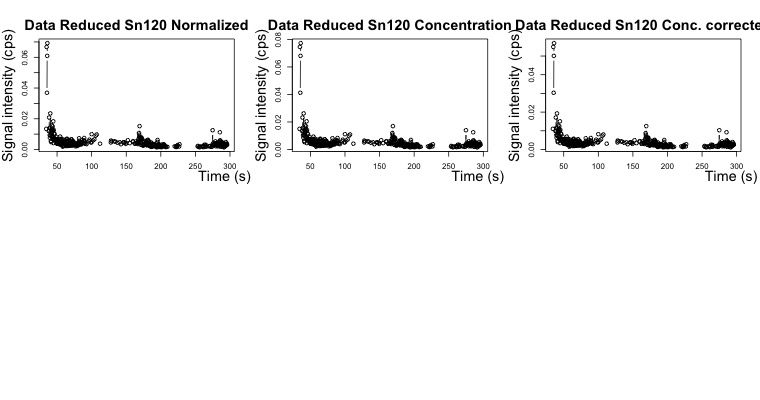 Data Reduced Sn120 Normalized
Signal intensity (cps)
0.00 0.02 0.04 0.06
50 100 150 200 250 300
Time (s)
Data Reduced Sn120 Concentration
Signal intensity (cps)
0.00 0.02 0.04 0.06 0.08
50 100 150 200 250 300
Time (s)
Data Reduced Sn120 Conc. correcte
Signal intensity (cps)
0.00 0.02 0.04
50 100 150 200 250 300
Time (s)